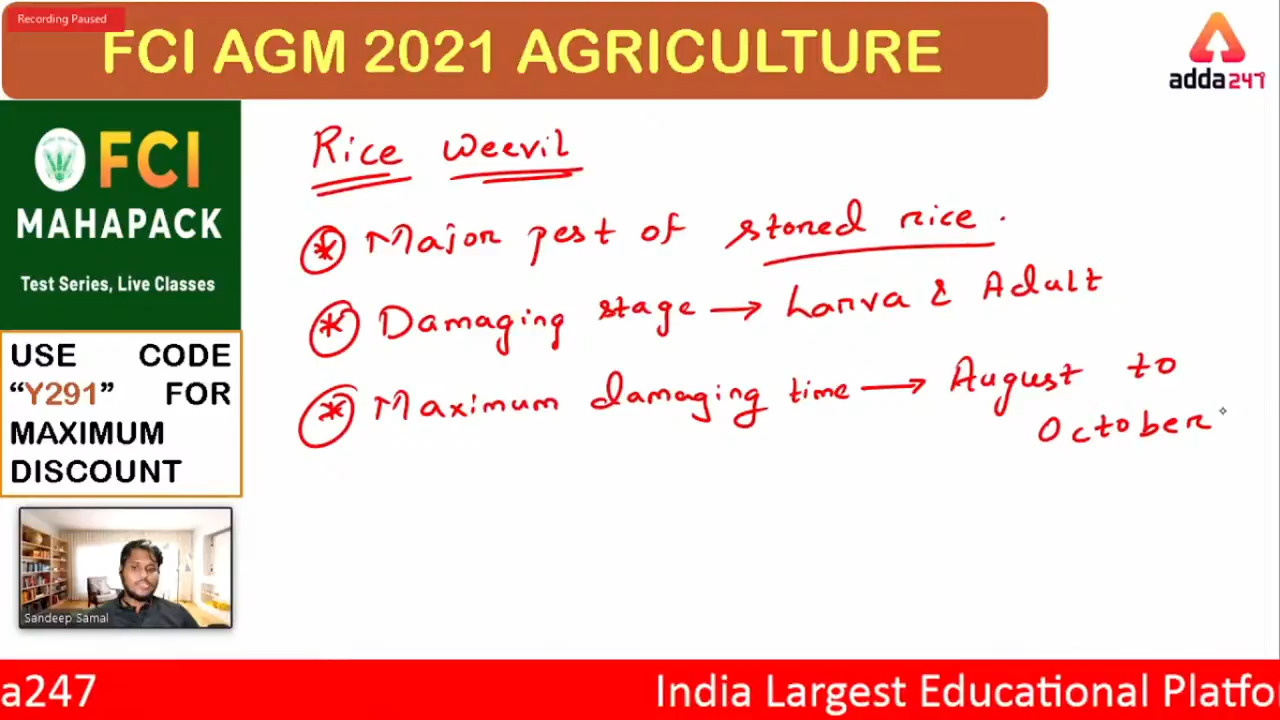 Recording Paused
FCI AGM 2021 AGRICULTURE
adda247
FCI
MAHAPACK
Test Series, Live Classes
USE CODE
“Y291” FOR
MAXIMUM
DISCOUNT
Rice Weevil
* Major pest of stored rice.
* Damaging stage → Larva & Adult
* Maximum damaging time → August to
October
Sandeep Samal
a247
India Largest Educational Platfo